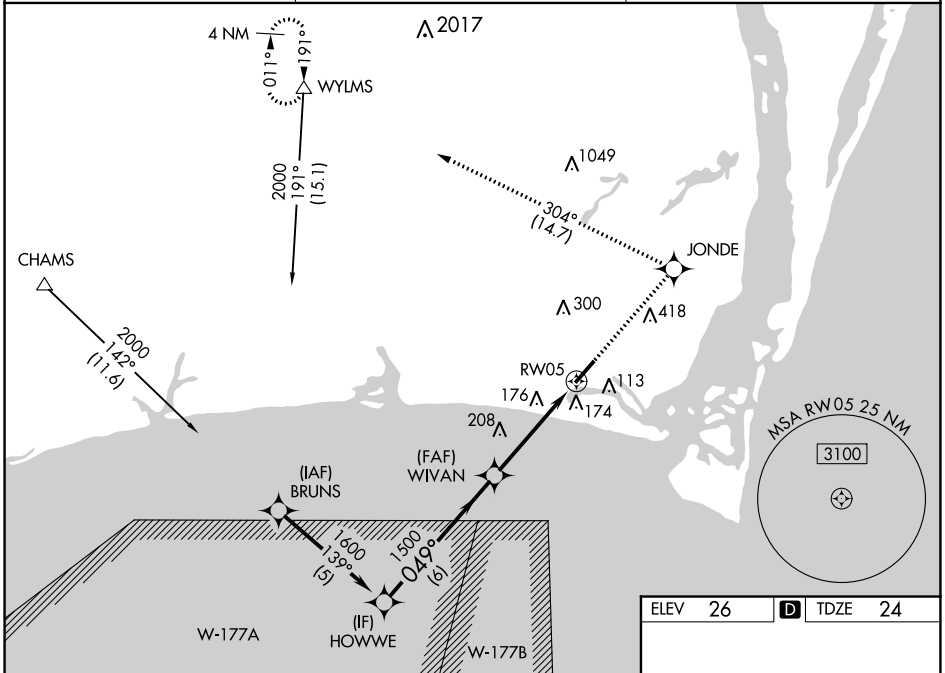 4 NM
011°
191°
2017
WYLMS
2000
191°
(15.1)
1049
304°
(14.7)
JONDE
CHAMS
2000
142°
(11.6)
300
418
RW05
176
113
174
208
(FAF)
WIVAN
MSA RW05 25 NM
3100
(IAF)
BRUNS
1600
139°
(5)
1500
049°
(6)
(IF)
HOWWE
W-177A
W-177B
ELEV 26 D TDZE 24